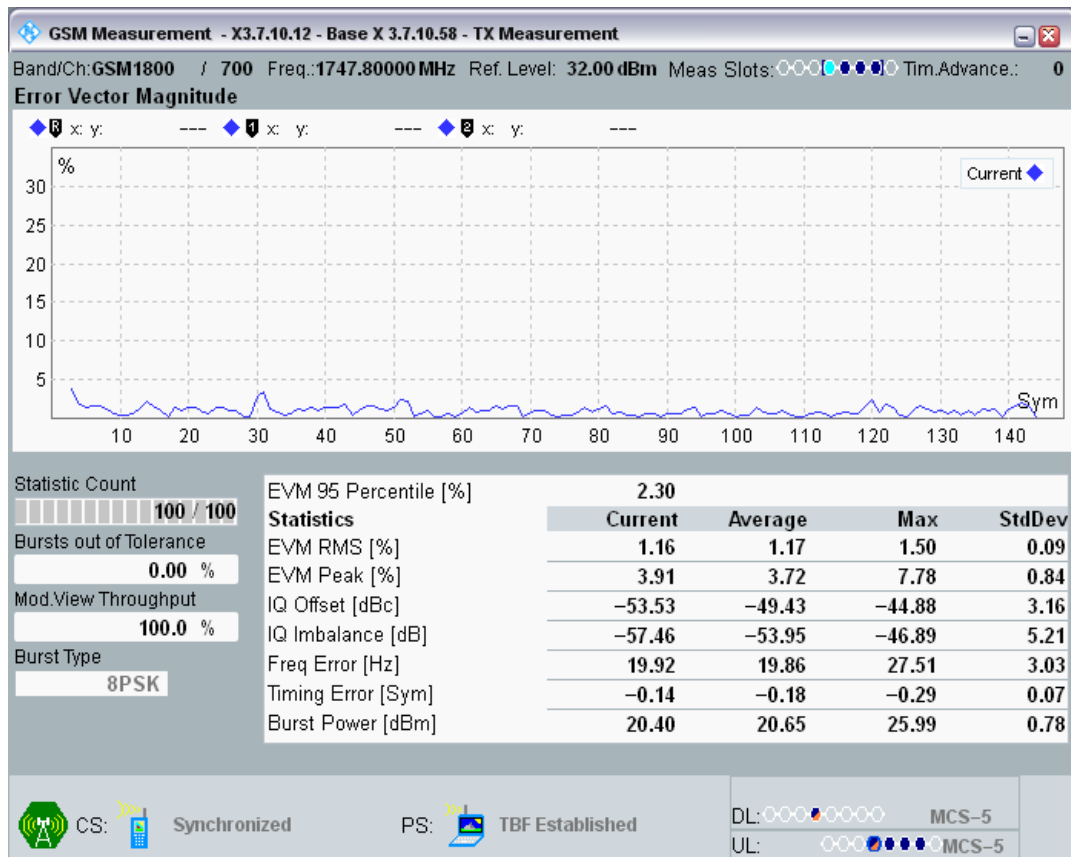 GSM Measurement - X3.7.10.12 - Base X 3.7.10.58 - TX Measurement
Band/Ch:GSM1800 / 700 Freq.:1747.80000 MHz Ref. Level: 32.00 dBm Meas Slots: Tim.Advance.: 0
Error Vector Magnitude
R x: y: --- 1 x: y: --- 2 x: y: ---
%
Current
30
25
20
15
10
5
Sym
10 20 30 40 50 60 70 80 90 100 110 120 130 140
Statistic Count
100 / 100
Bursts out of Tolerance
0.00 %
Mod.View Throughput
100.0 %
Burst Type
8PSK
EVM 95 Percentile [%] 2.30
Statistics Current Average Max StdDev
EVM RMS [%] 1.16 1.17 1.50 0.09
EVM Peak [%] 3.91 3.72 7.78 0.84
IQ Offset [dBc] −53.53 −49.43 −44.88 3.16
IQ Imbalance [dB] −57.46 −53.95 −46.89 5.21
Freq Error [Hz] 19.92 19.86 27.51 3.03
Timing Error [Sym] −0.14 −0.18 −0.29 0.07
Burst Power [dBm] 20.40 20.65 25.99 0.78
CS: Synchronized PS: TBF Established
DL: MCS−5
UL: MCS−5